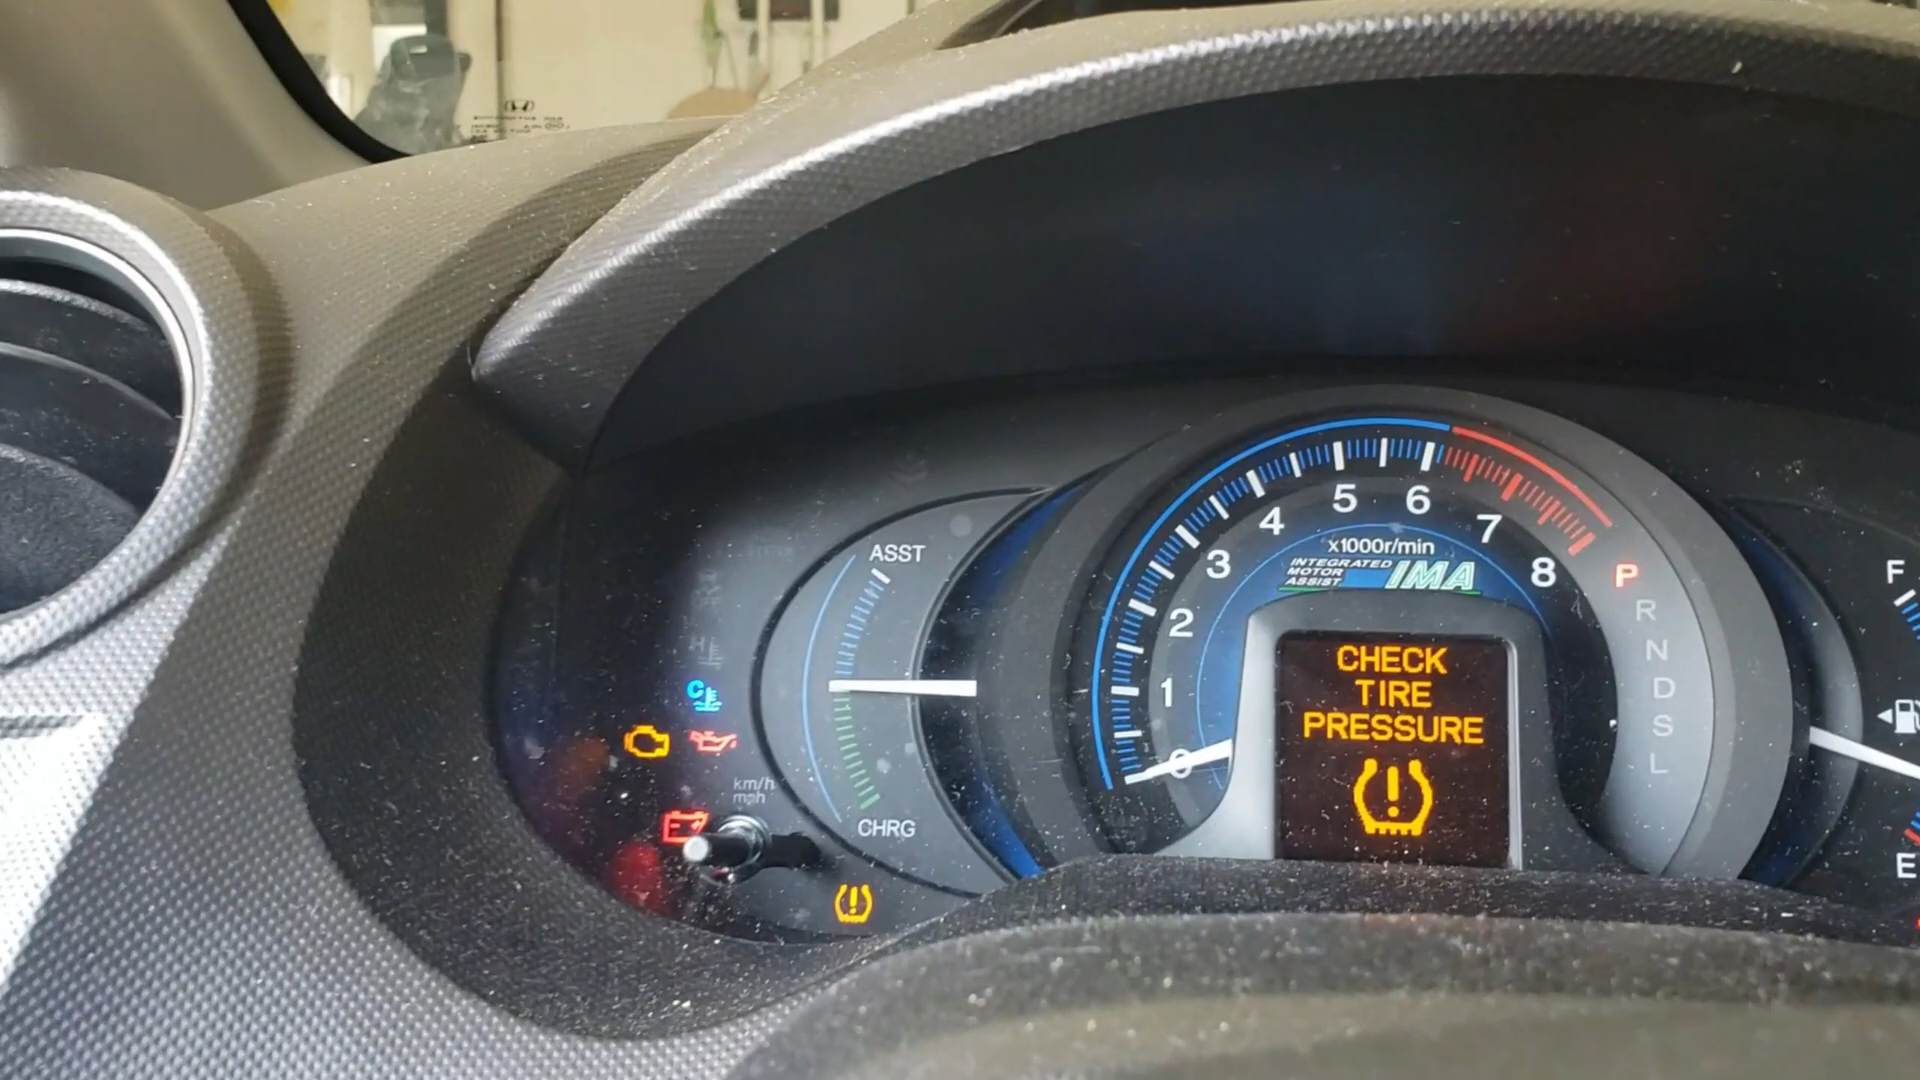 ASST
CHRG
km/h
mph
C
0
1
2
3
4
5
6
7
8
x1000r/min
INTEGRATED
MOTOR
ASSIST
IMA
CHECK
TIRE
PRESSURE
P
R
N
D
S
L
F
E